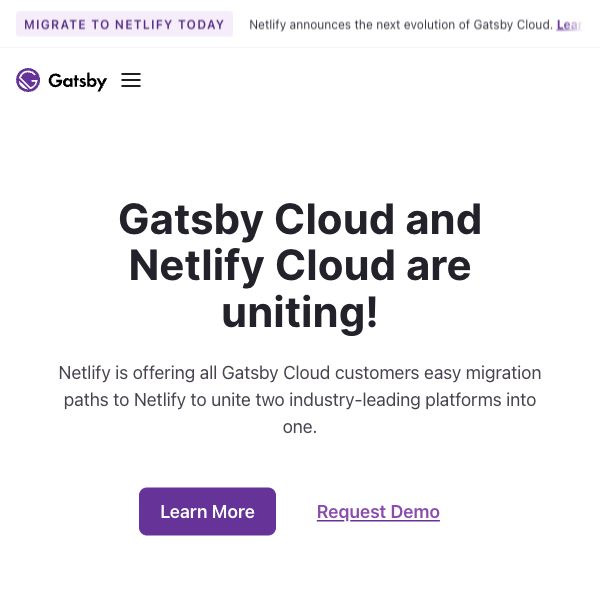 MIGRATE TO NETLIFY TODAY Netlify announces the next evolution of Gatsby Cloud.
Gatsby
Gatsby Cloud and
Netlify Cloud are
uniting!
Netlify is offering all Gatsby Cloud customers easy migration
paths to Netlify to unite two industry-leading platforms into
one.
Learn More Request Demo